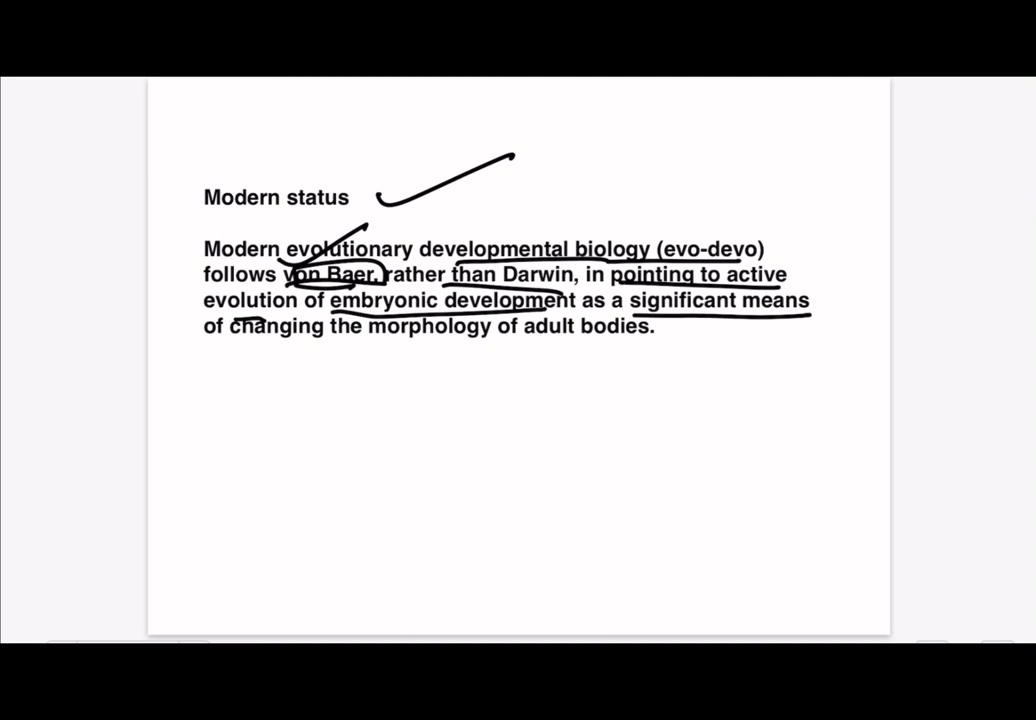 Modern status
Modern evolutionary developmental biology (evo-devo)
follows von Baer, rather than Darwin, in pointing to active
evolution of embryonic development as a significant means
of changing the morphology of adult bodies.